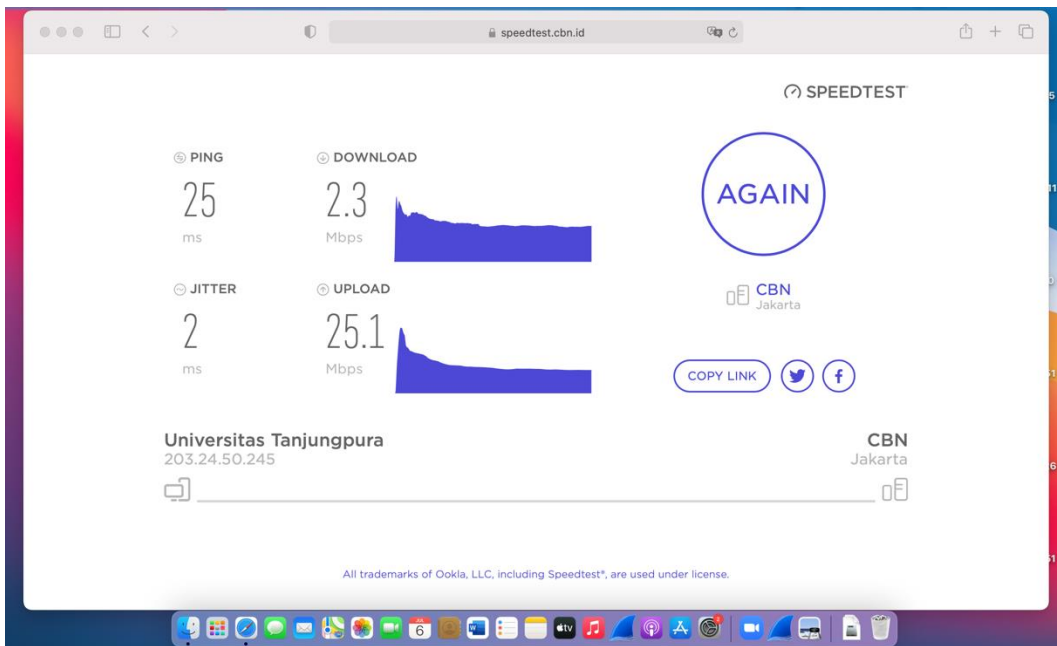 speedtest.cbn.id
SPEEDTEST
PING
DOWNLOAD
25
2.3
AGAIN
ms
Mbps
JITTER
UPLOAD
CBN
Jakarta
2
25.1
ms
Mbps
COPY LINK
Universitas Tanjungpura
CBN
203.24.50.245
Jakarta
All trademarks of Ookla, LLC, including Speedtest®, are used under license.
6
tv